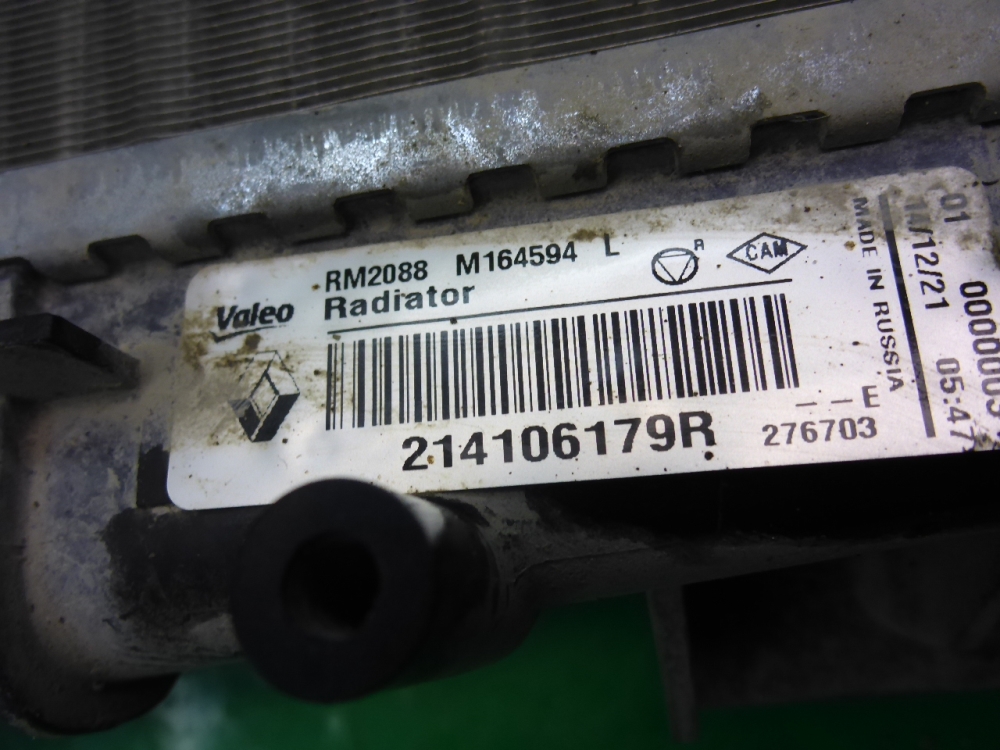 RM2088 M164594 L
R
CAM
Valeo
Radiator
214106179R
276703
– – E
MADE IN RUSSIA
01
/12/21
05:47